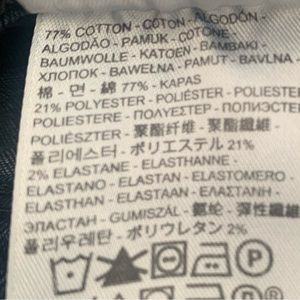 77% COTTON - COTON - ALGODÓN -
ALGODÃO - PAMUK - COTONE -
BAUMWOLLE - KATOEN - BAMBAKI -
ХЛОПОК - BAWEŁNA - PAMUT - BAVLNA -
棉 - 면 - 綿 77% - KAPAS
21% POLYESTER - POLIÉSTER - POLIESTER
POLIESTERE - ПОЛУЕСТЕР - ПОЛИЭСТЕ
POLIÉSZTER - 聚酯纤维 - 聚酯纖維 -
폴리에스터 - ポリエステル 21%
2% ELASTANE - ELASTHANNE -
ELASTANO - ELASTAN - ELASTOMERO -
ELASTHAN - ELASTAAN - ΕΛΑΣΤΑΝΗ -
ЭЛАСТАН - GUMISZÁL - 氨纶 - 彈性纖
폴리우레탄 - ポリウレタン 2%